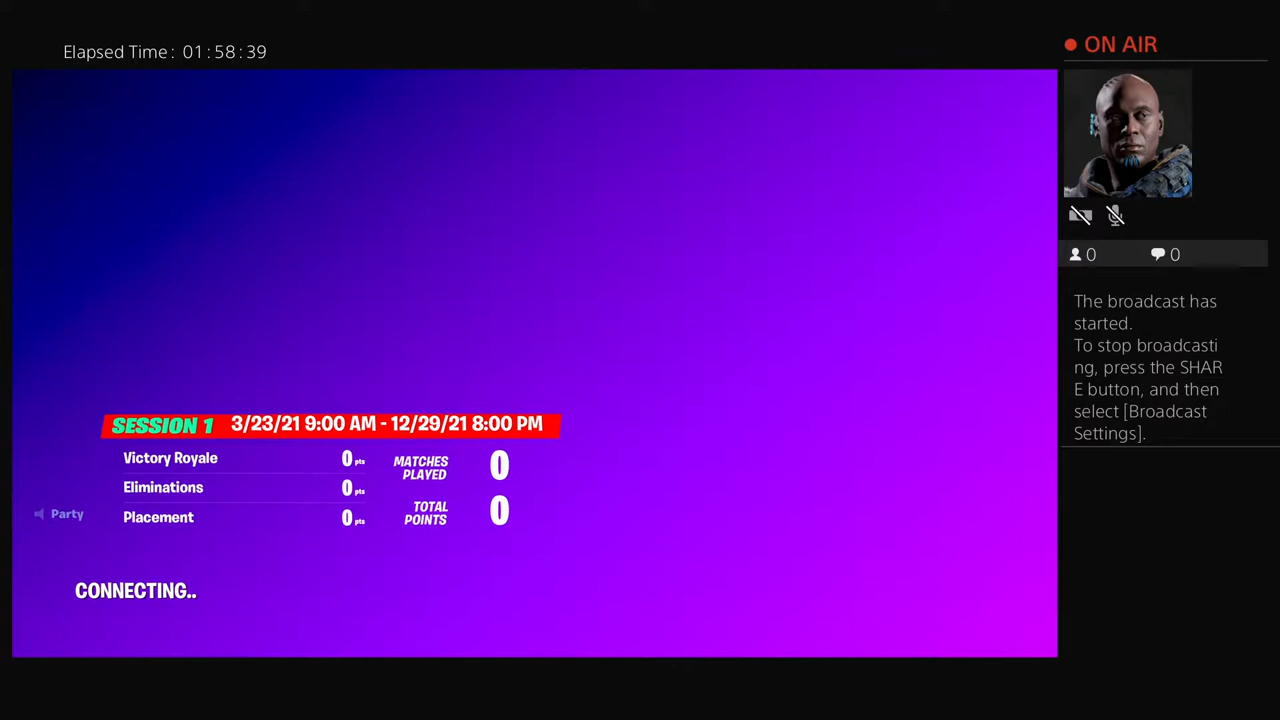 Elapsed Time: 01:58:39
ON AIR
0 0
The broadcast has
started.
To stop broadcasti
ng, press the SHAR
E button, and then
select [Broadcast
Settings].
SESSION 1 3/23/21 9:00 AM - 12/29/21 8:00 PM
Victory Royale 0 pts
Eliminations 0 pts
Placement 0 pts
MATCHES
PLAYED 0
TOTAL
POINTS 0
Party
CONNECTING..